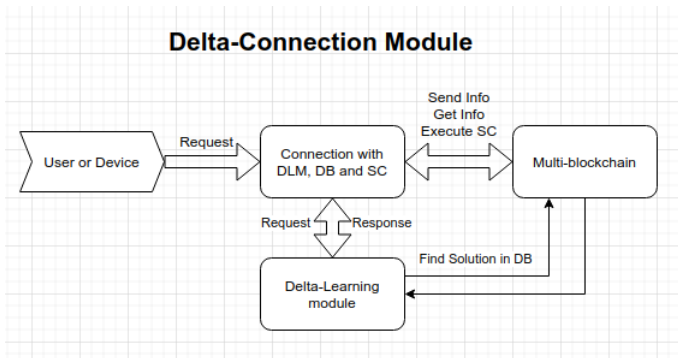 Delta-Connection Module
Send Info
Get Info
Execute SC
User or Device
Request
Connection with
DLM, DB and SC
Multi-blockchain
Request
Response
Find Solution in DB
Delta-Learning
module